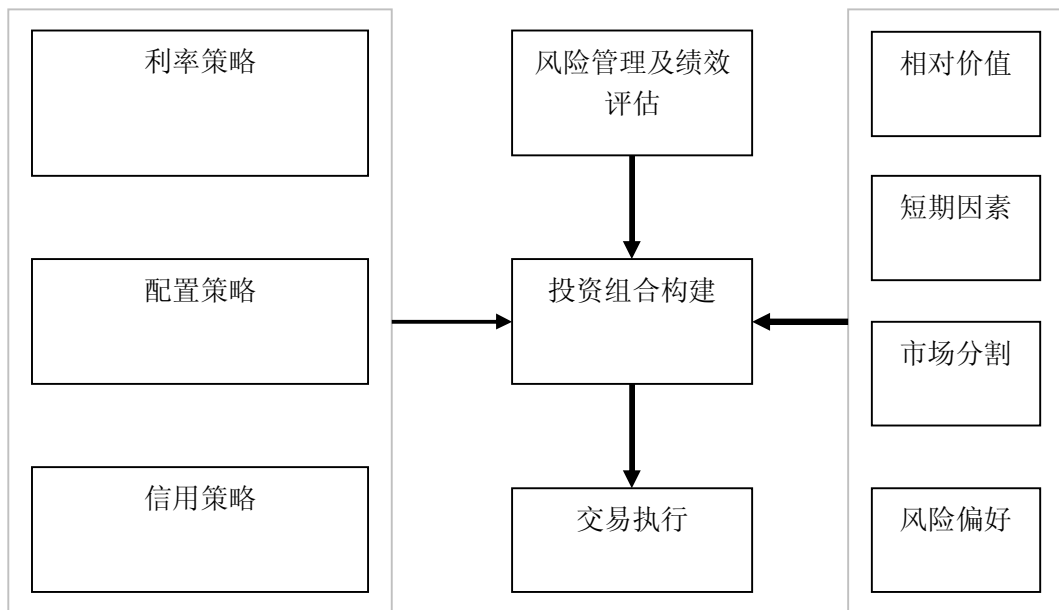 利率策略
配置策略
信用策略
风险管理及绩效
评估
投资组合构建
交易执行
相对价值
短期因素
市场分割
风险偏好